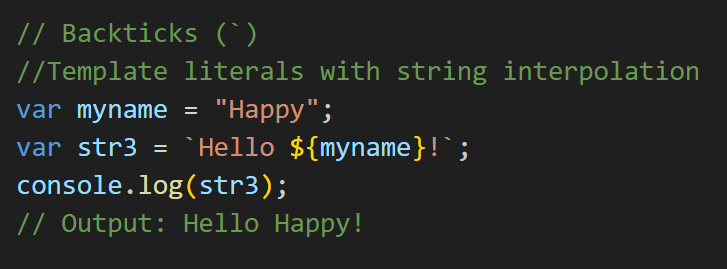 // Backticks (`)
//Template literals with string interpolation
var myname = "Happy";
var str3 = `Hello ${myname}!`;
console.log(str3);
// Output: Hello Happy!